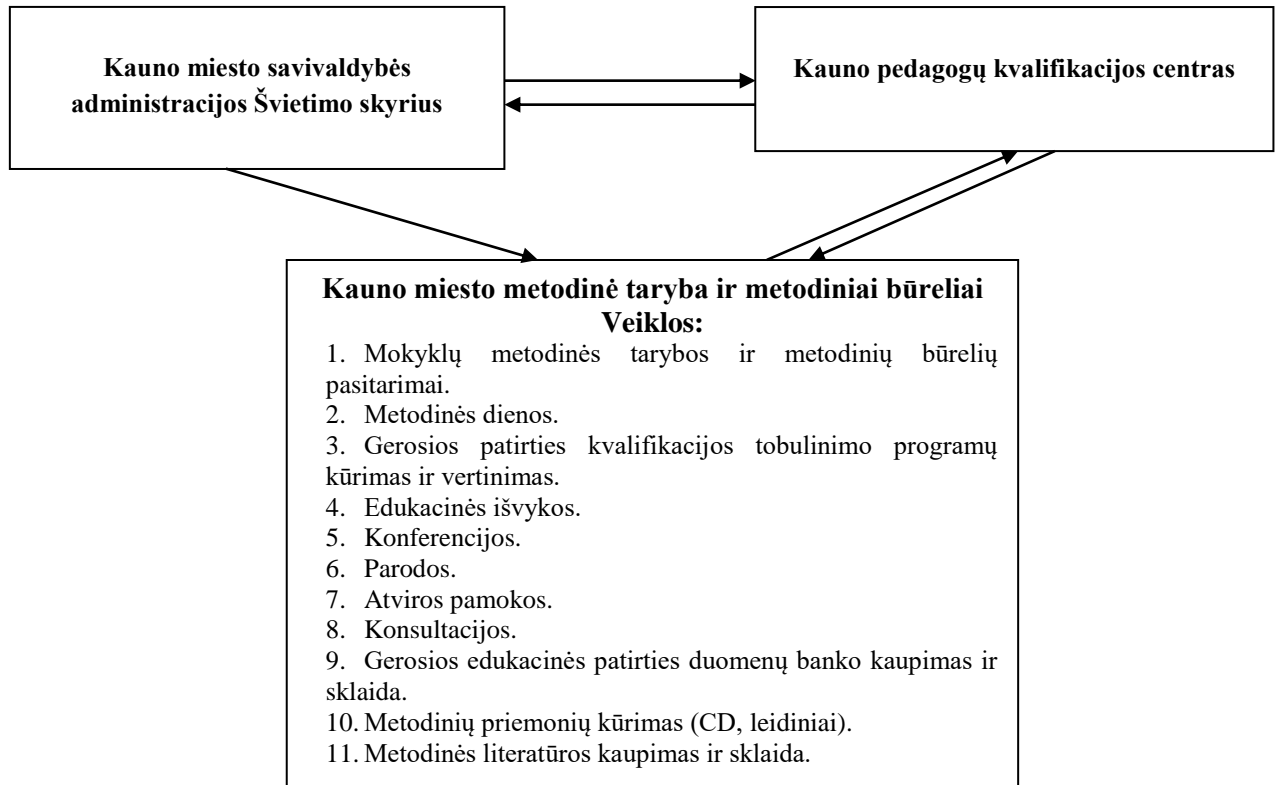 Kauno miesto savivaldybės
administracijos Švietimo skyrius
Kauno pedagogų kvalifikacijos centras
Kauno miesto metodinė taryba ir metodiniai būreliai
Veiklos:
1. Mokyklų metodinės tarybos ir metodinių būrelių
pasitarimai.
2. Metodinės dienos.
3. Gerosios patirties kvalifikacijos tobulinimo programų
kūrimas ir vertinimas.
4. Edukacinės išvykos.
5. Konferencijos.
6. Parodos.
7. Atviros pamokos.
8. Konsultacijos.
9. Gerosios edukacinės patirties duomenų banko kaupimas ir
sklaida.
10. Metodinių priemonių kūrimas (CD, leidiniai).
11. Metodinės literatūros kaupimas ir sklaida.